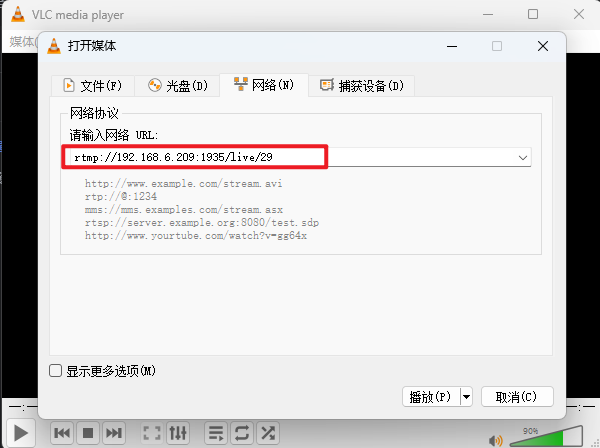 VLC media player
媒体(
打开媒体
文件(F)
光盘(D)
网络(N)
捕获设备(D)
网络协议
请输入网络 URL:
rtmp://192.168.6.209:1935/live/29
http://www.example.com/stream.avi
rtp://@:1234
mms://mms.examples.com/stream.asx
rtsp://server.example.org:8080/test.sdp
http://www.yourtube.com/watch?v=gg64x
显示更多选项(M)
播放(P)
取消(C)
90%